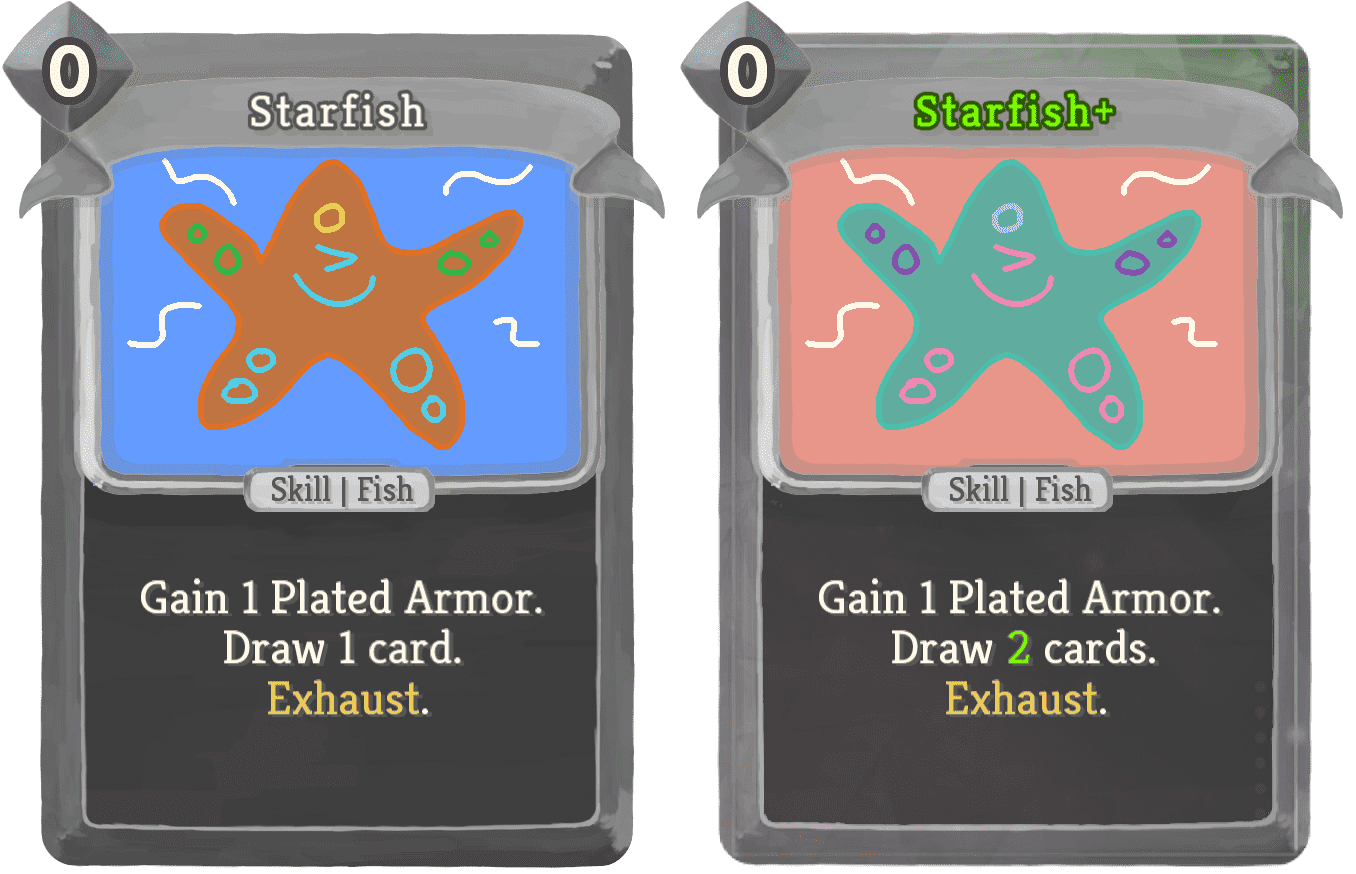 0
Starfish
Skill | Fish
Gain 1 Plated Armor.
Draw 1 card.
Exhaust.
0
Starfish+
Skill | Fish
Gain 1 Plated Armor.
Draw 2 cards.
Exhaust.